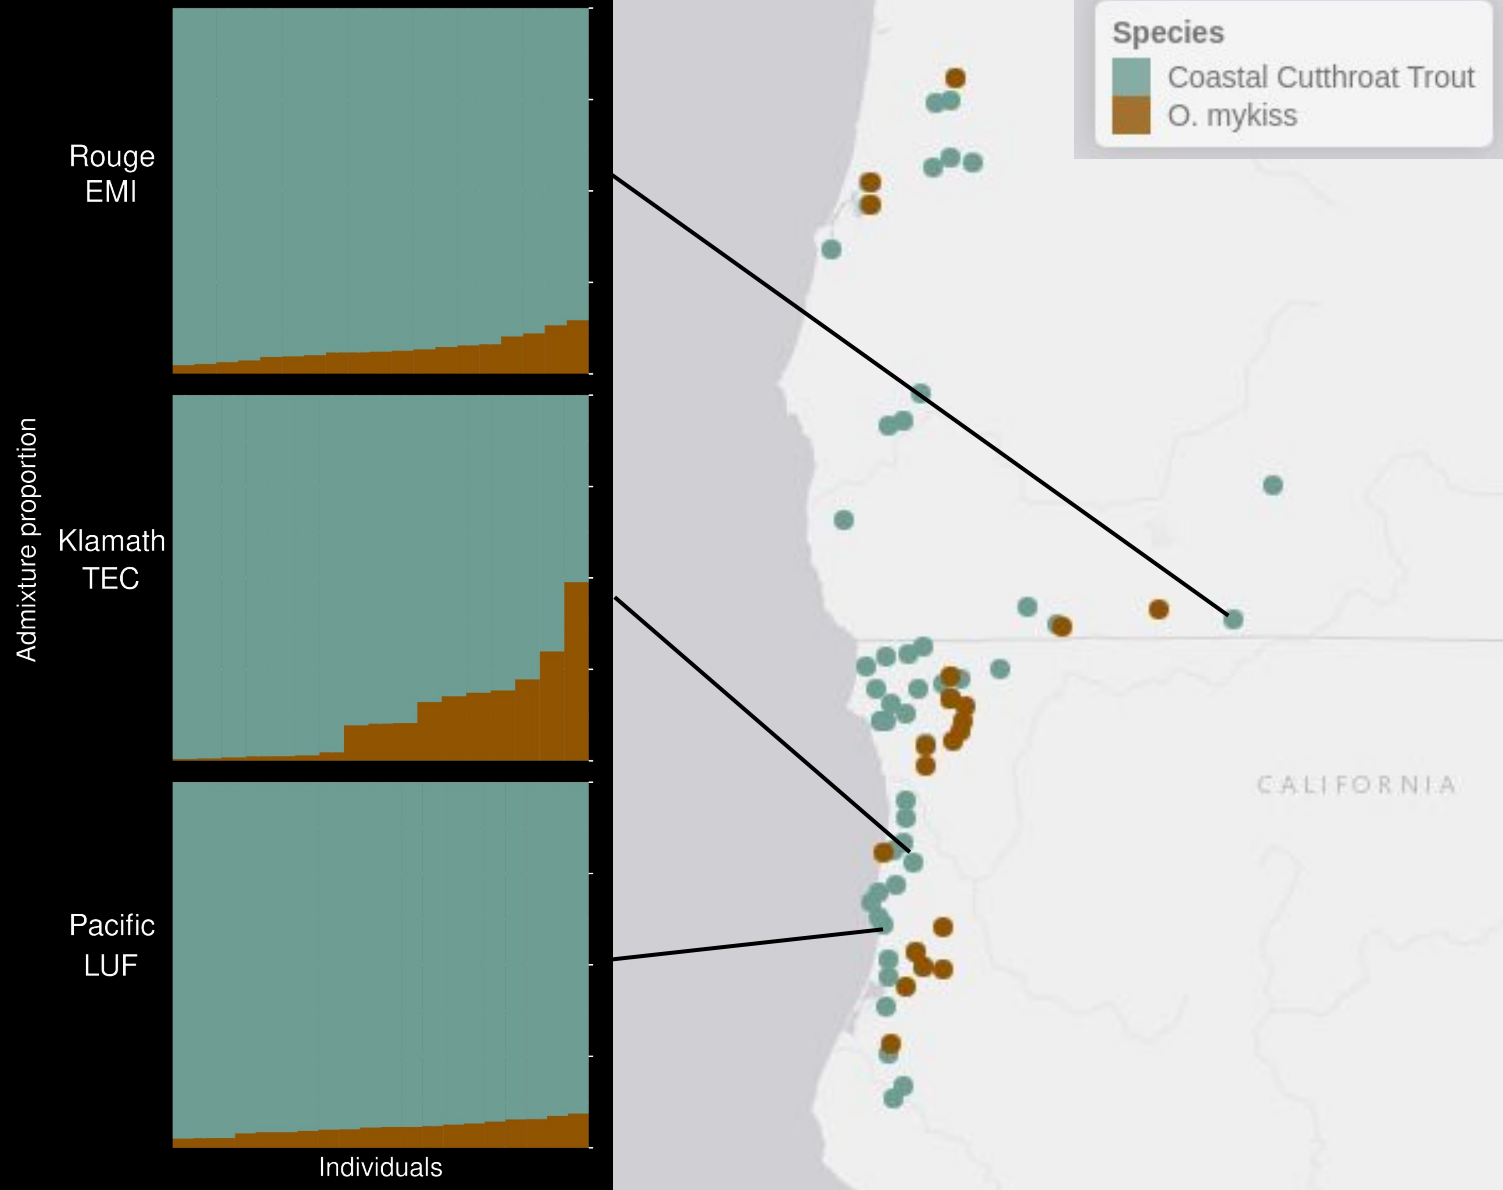 Species
Coastal Cutthroat Trout
O. mykiss
Rouge
EMI
Admixture proportion
Klamath
TEC
CALIFORNIA
Pacific
LUF
Individuals